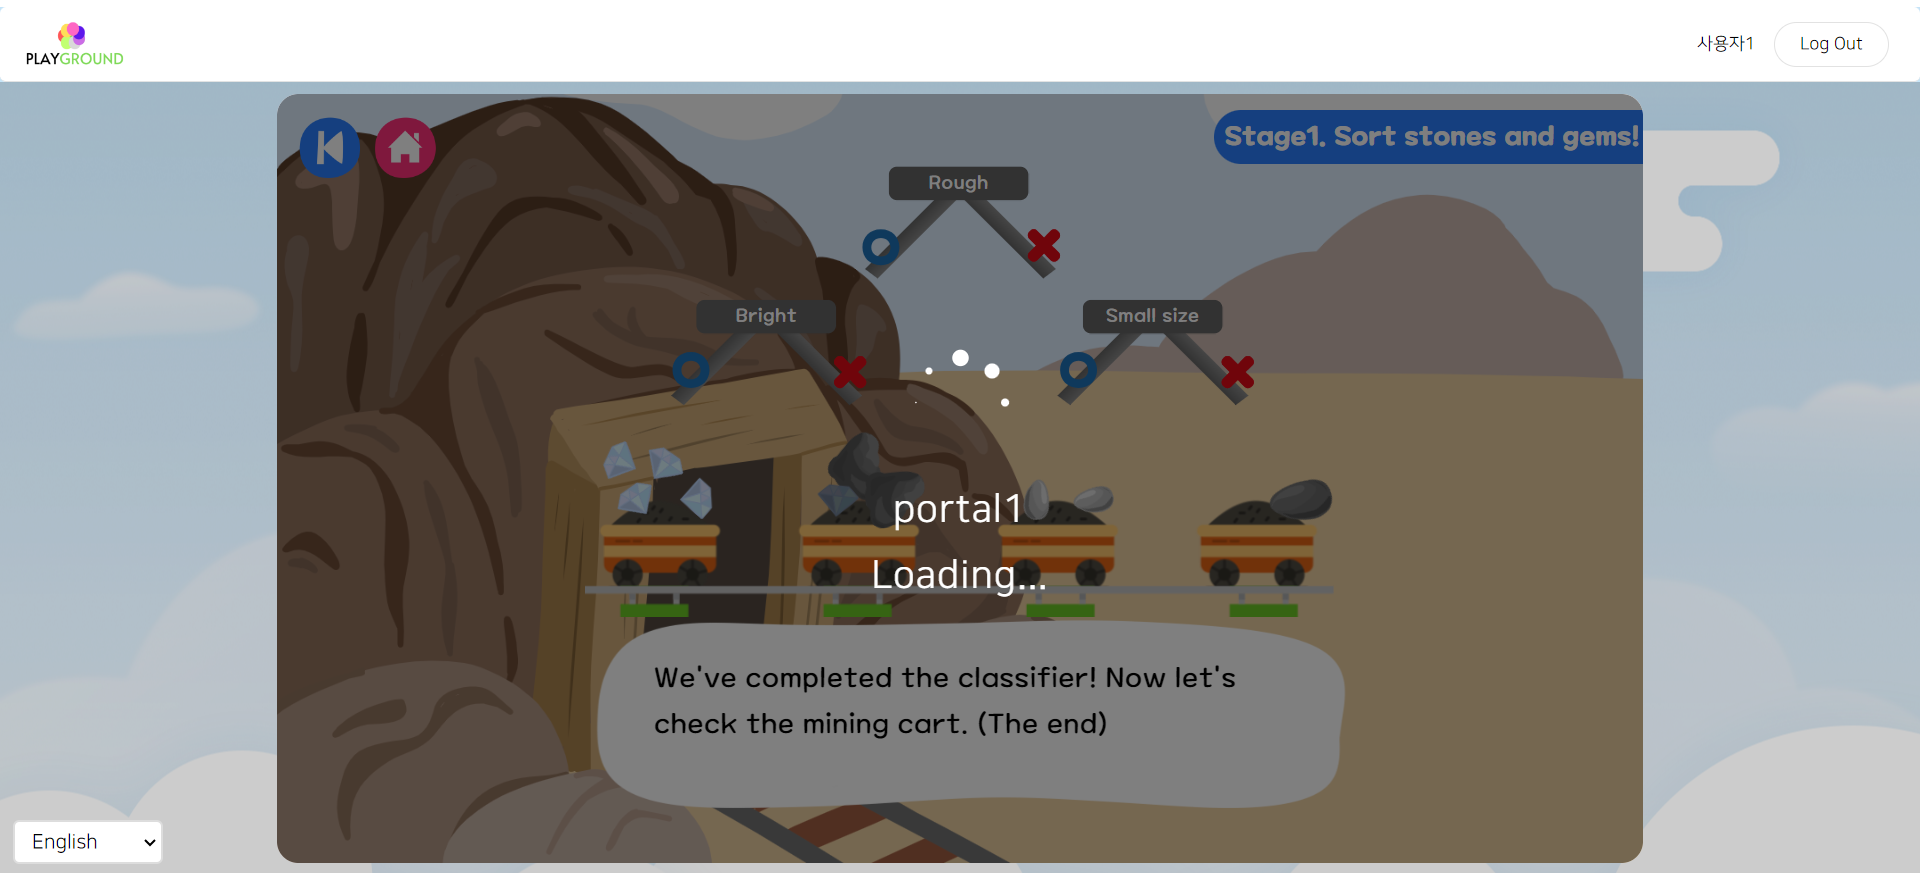 PLAYGROUND
사용자1
Log Out
Stage1. Sort stones and gems!
Rough
Bright
Small size
portal1
Loading...
We've completed the classifier! Now let's
check the mining cart. (The end)
English